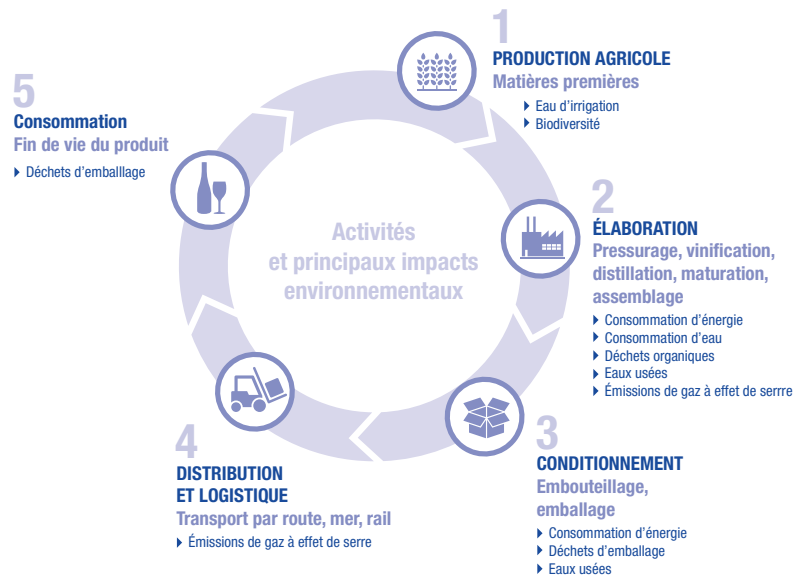 1
PRODUCTION AGRICOLE
Matières premières
Eau d'irrigation
Biodiversité
2
ÉLABORATION
Pressurage, vinification,
distillation, maturation,
assemblage
Consommation d'énergie
Consommation d'eau
Déchets organiques
Eaux usées
Émissions de gaz à effet de serrre
3
CONDITIONNEMENT
Embouteillage,
emballage
Consommation d'énergie
Déchets d'emballage
Eaux usées
4
DISTRIBUTION
ET LOGISTIQUE
Transport par route, mer, rail
Émissions de gaz à effet de serre
5
Consommation
Fin de vie du produit
Déchets d'emballlage
Activités
et principaux impacts
environnementaux